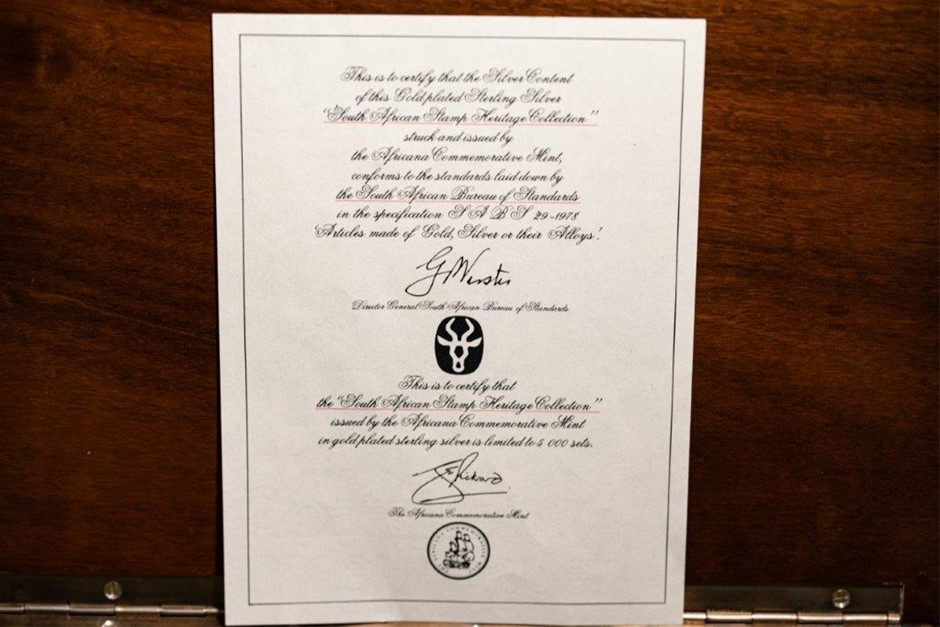 This is to certify that the Silver Content
of this Gold plated Sterling Silver
"South African Stamp Heritage Collection"
struck and issued by
the Africana Commemorative Mint,
conforms to the standards laid down by
the South African Bureau of Standards
in the specification S A B S 29-1978
'Articles made of Gold, Silver or their Alloys'.
Director General South African Bureau of Standards
This is to certify that
the "South African Stamp Heritage Collection"
issued by the Africana Commemorative Mint
in gold plated sterling silver is limited to 5 000 sets.
The Africana Commemorative Mint